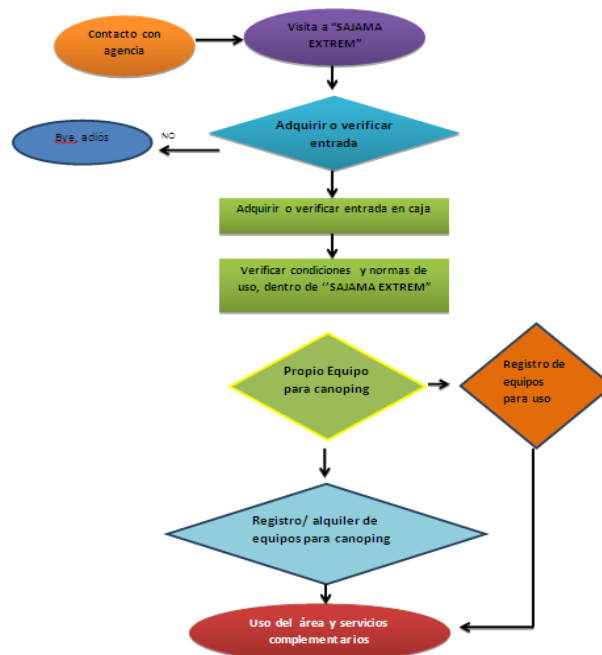 Contacto con
agencia
Visita a “SAJAMA
EXTREM”
Adquirir o verificar
entrada
NO
Bye, adiós
Adquirir o verificar entrada en caja
Verificar condiciones y normas de
uso, dentro de ‘’SAJAMA EXTREM”
Propio Equipo
para canoping
Registro de
equipos
para uso
Registro/ alquiler de
equipos para canoping
Uso del área y servicios
complementarios